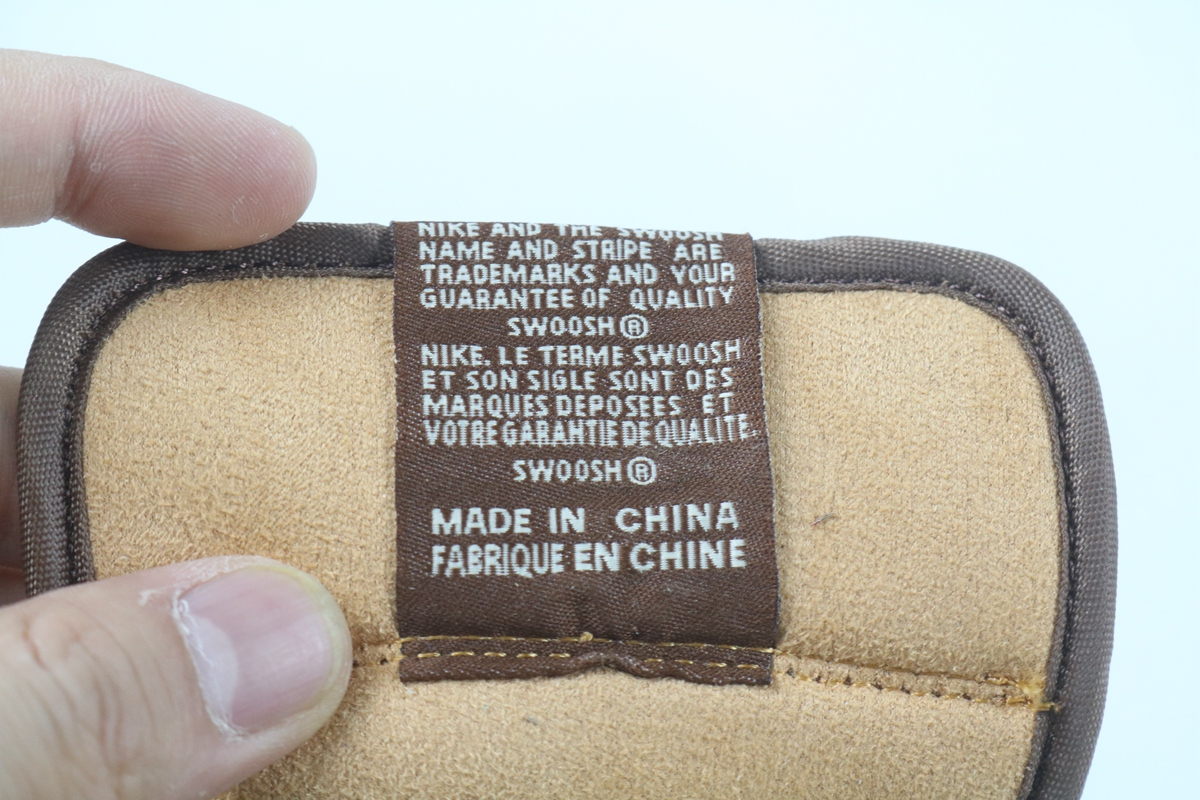 NIKE AND THE SWOOSH
NAME AND STRIPE ARE
TRADEMARKS AND YOUR
GUARANTEE OF QUALITY
SWOOSH®
NIKE, LE TERME SWOOSH
ET SON SIGLE SONT DES
MARQUES DEPOSEES ET
VOTRE GARANTIE DE QUALITE.
SWOOSH®
MADE IN CHINA
FABRIQUE EN CHINE